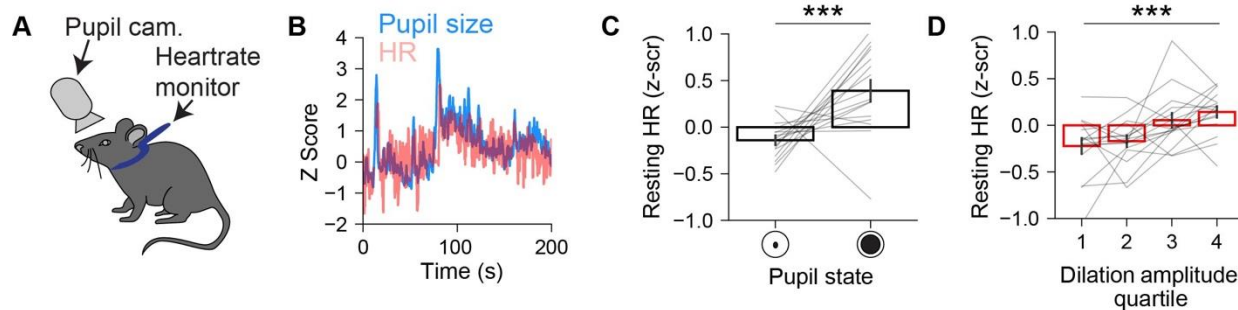 A
Pupil cam.
Heartrate
monitor
B
Pupil size
HR
Z Score
4
3
2
1
0
−1
−2
0
100
200
Time (s)
C
***
Resting HR (z-scr)
1.0
0.5
0.0
−0.5
−1.0
Pupil state
D
***
Resting HR (z-scr)
1.0
0.5
0.0
−0.5
−1.0
1 2 3 4
Dilation amplitude
quartile